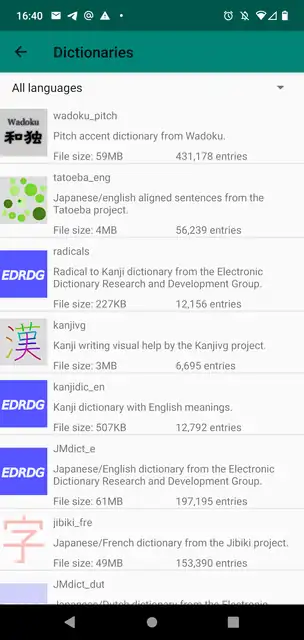 16:40
Dictionaries
All languages
Wadoku
和独
wadoku_pitch
Pitch accent dictionary from Wadoku.
File size: 59MB 431,178 entries
tatoeba_eng
Japanese/english aligned sentences from the
Tatoeba project.
File size: 4MB 56,239 entries
EDRDG
radicals
Radical to Kanji dictionary from the Electronic
Dictionary Research and Development Group.
File size: 227KB 12,156 entries
漢
kanjivg
Kanji writing visual help by the Kanjivg project.
File size: 3MB 6,695 entries
EDRDG
kanjidic_en
Kanji dictionary with English meanings.
File size: 507KB 12,792 entries
EDRDG
JMdict_e
Japanese/English dictionary from the Electronic
Dictionary Research and Development Group.
File size: 61MB 197,195 entries
字
jibiki_fre
Japanese/French dictionary from the Jibiki project.
File size: 49MB 153,390 entries
JMdict_dut
Japanese/Dutch dictionary from the Electronic